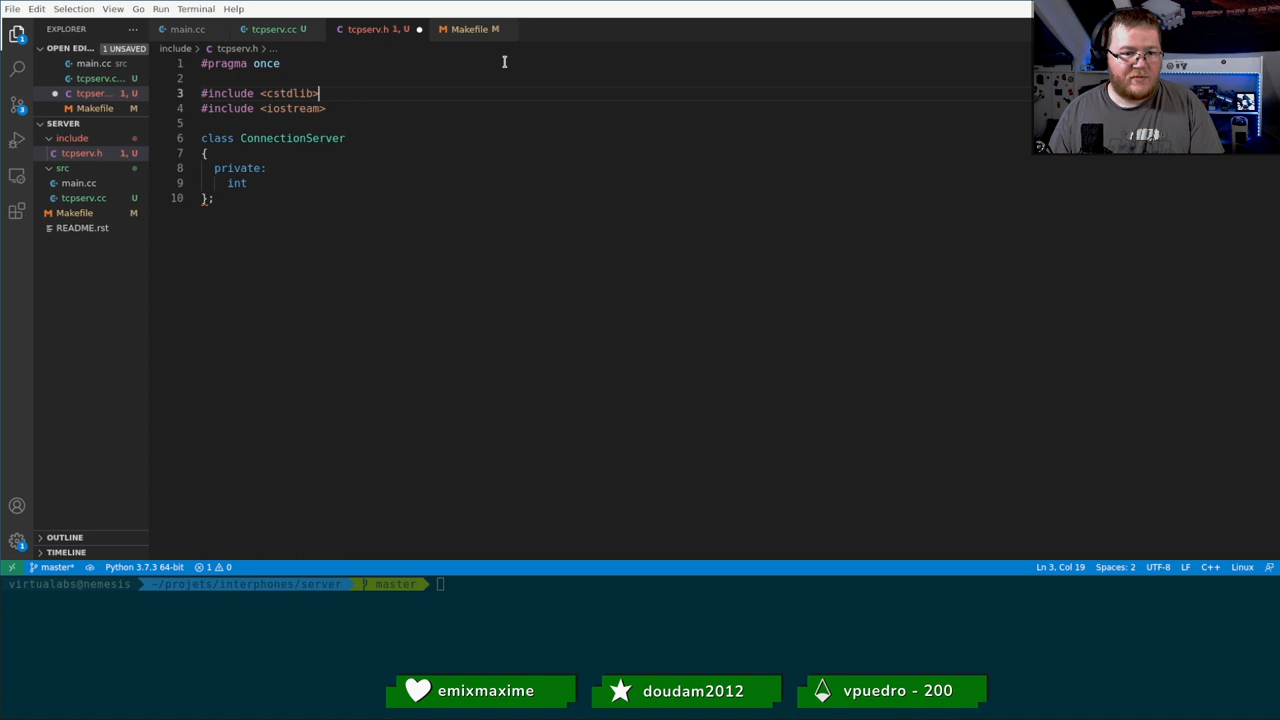 File Edit Selection View Go Run Terminal Help
EXPLORER ···
main.cc
tcpserv.cc U
tcpserv.h 1, U
Makefile M
OPEN EDI... 1 UNSAVED
main.cc src
tcpserv.c... U
tcpser... 1, U
Makefile M
SERVER
include
tcpserv.h 1, U
src
main.cc
tcpserv.cc U
Makefile M
README.rst
include > C tcpserv.h > ...
1 #pragma once
2
3 #include <cstdlib>
4 #include <iostream>
5
6 class ConnectionServer
7 {
8 private:
9 int
10 };
OUTLINE
TIMELINE
master* Python 3.7.3 64-bit 1 0 Ln 3, Col 19 Spaces: 2 UTF-8 LF C++ Linux
virtualabs@nemesis ~/projets/interphones/server master
emixmaxime
doudam2012
vpuedro - 200